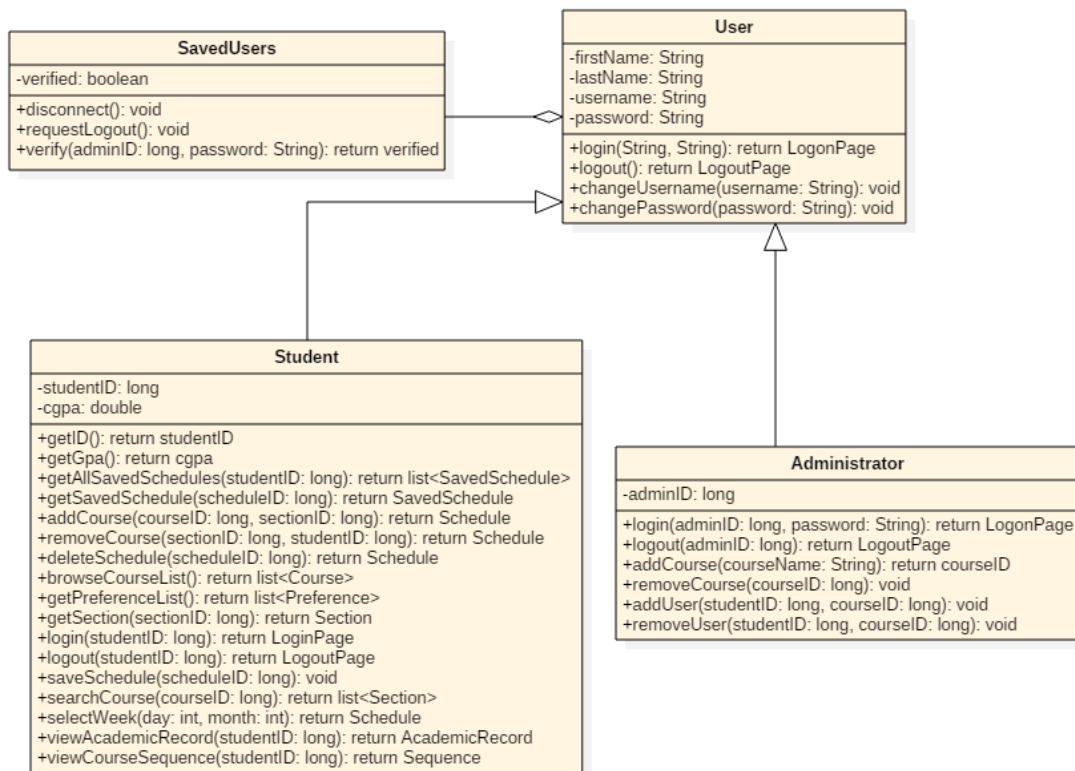 SavedUsers
-verified: boolean
+disconnect(): void
+requestLogout(): void
+verify(adminID: long, password: String): return verified
User
-firstName: String
-lastName: String
-username: String
-password: String
+login(String, String): return LogonPage
+logout(): return LogoutPage
+changeUsername(username: String): void
+changePassword(password: String): void
Student
-studentID: long
-cgpa: double
+getID(): return studentID
+getGpa(): return cgpa
+getAllSavedSchedules(studentID: long): return list<SavedSchedule>
+getSavedSchedule(scheduleID: long): return SavedSchedule
+addCourse(courseID: long, sectionID: long): return Schedule
+removeCourse(sectionID: long, studentID: long): return Schedule
+deleteSchedule(scheduleID: long): return Schedule
+browseCourseList(): return list<Course>
+getPreferenceList(): return list<Preference>
+getSection(sectionID: long): return Section
+login(studentID: long): return LoginPage
+logout(studentID: long): return LogoutPage
+saveSchedule(scheduleID: long): void
+searchCourse(courseID: long): return list<Section>
+selectWeek(day: int, month: int): return Schedule
+viewAcademicRecord(studentID: long): return AcademicRecord
+viewCourseSequence(studentID: long): return Sequence
Administrator
-adminID: long
+login(adminID: long, password: String): return LogonPage
+logout(adminID: long): return LogoutPage
+addCourse(courseName: String): return courseID
+removeCourse(courseID: long): void
+addUser(studentID: long, courseID: long): void
+removeUser(studentID: long, courseID: long): void